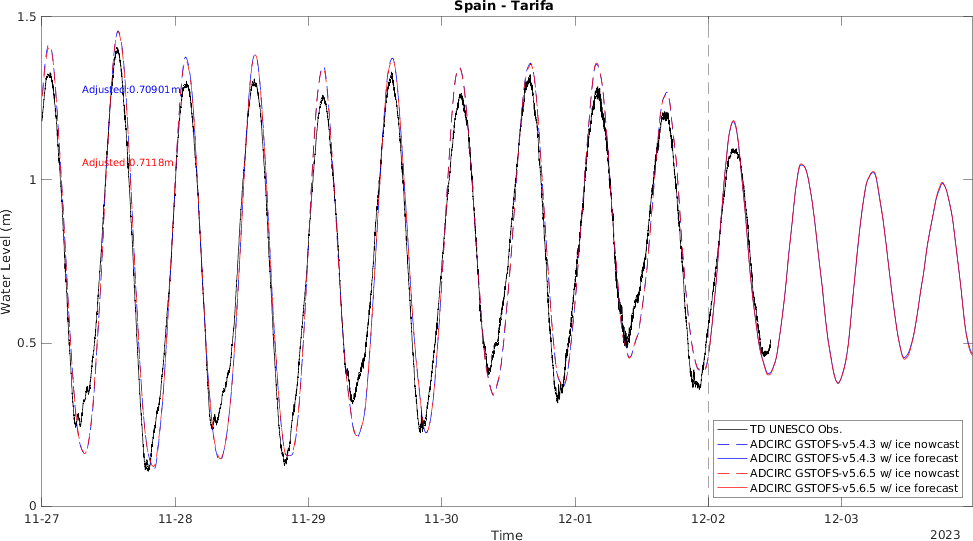 Spain - Tarifa
1.5
Adjusted:0.70901m
Adjusted:0.7118m
1
Water Level (m)
0.5
TD UNESCO Obs.
ADCIRC GSTOFS-v5.4.3 w/ ice nowcast
ADCIRC GSTOFS-v5.4.3 w/ ice forecast
ADCIRC GSTOFS-v5.6.5 w/ ice nowcast
ADCIRC GSTOFS-v5.6.5 w/ ice forecast
0
11-27 11-28 11-29 11-30 12-01 12-02 12-03
Time
2023